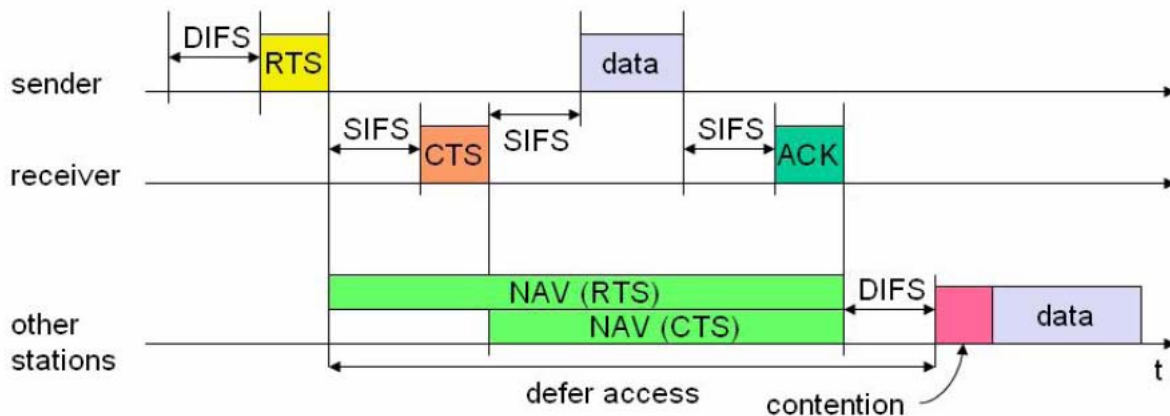 DIFS
RTS
data
sender
SIFS
CTS
SIFS
SIFS
ACK
receiver
NAV (RTS)
DIFS
NAV (CTS)
data
other
stations
defer access
t
contention